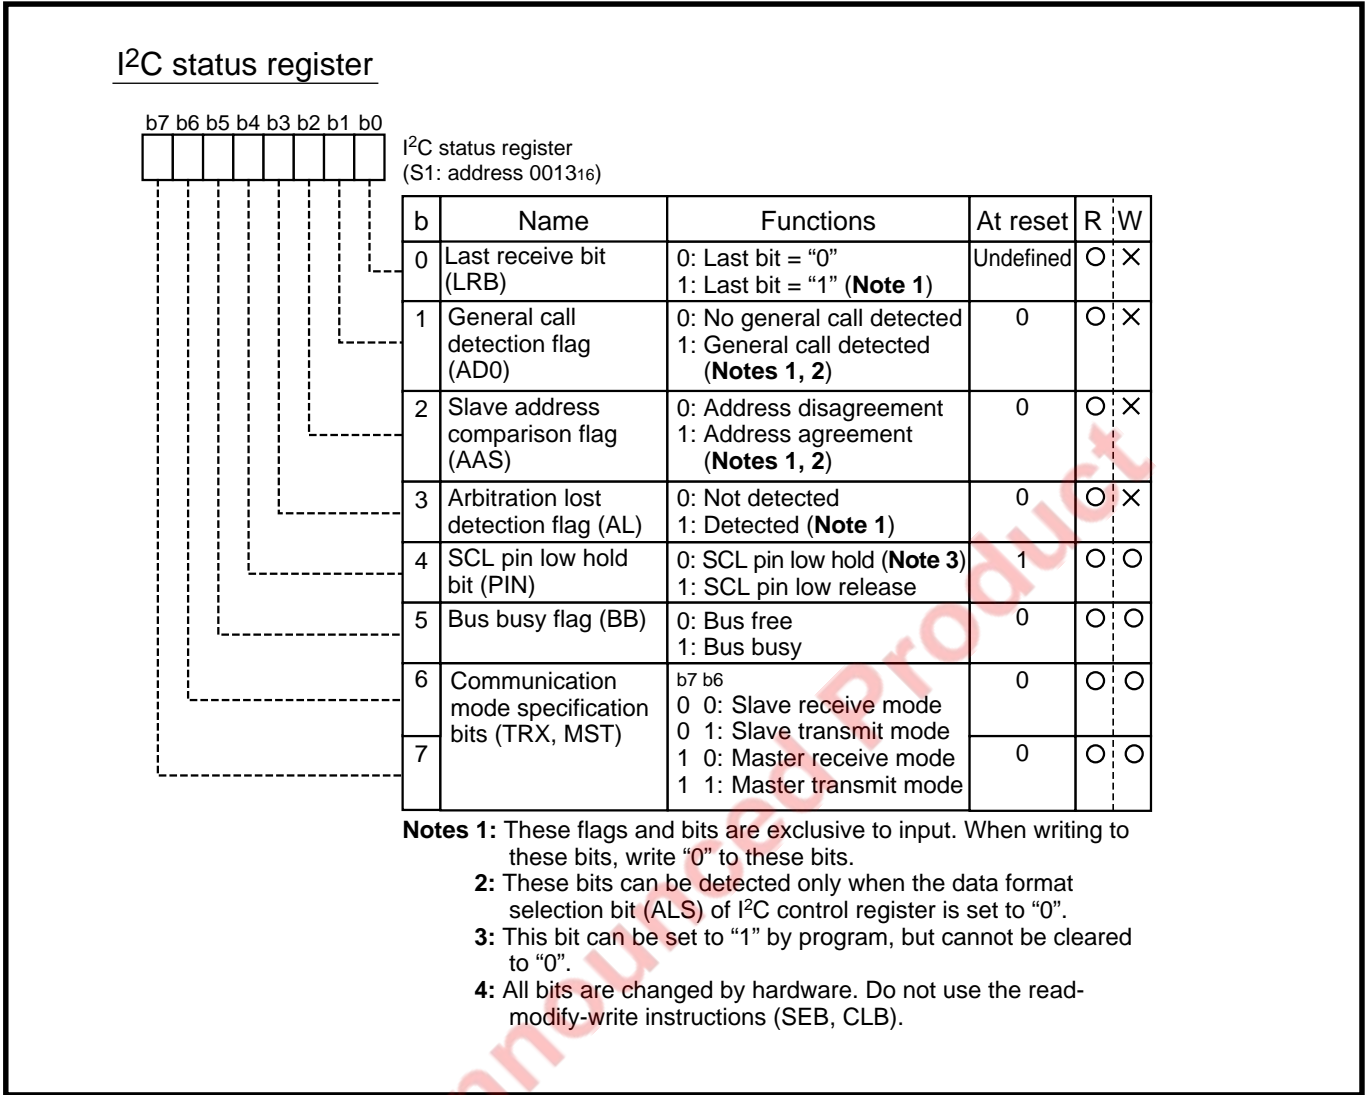 I2C status register
b7 b6 b5 b4 b3 b2 b1 b0
I2C status register
(S1: address 001316)
b Name Functions At reset R W
0 Last receive bit (LRB) 0: Last bit = “0” Undefined O ×
1: Last bit = “1” (Note 1)
1 General call detection flag (AD0) 0: No general call detected 0 O ×
1: General call detected
(Notes 1, 2)
2 Slave address comparison flag (AAS) 0: Address disagreement 0 O ×
1: Address agreement
(Notes 1, 2)
3 Arbitration lost detection flag (AL) 0: Not detected 0 O ×
1: Detected (Note 1)
4 SCL pin low hold bit (PIN) 0: SCL pin low hold (Note 3) 1 O O
1: SCL pin low release
5 Bus busy flag (BB) 0: Bus free 0 O O
1: Bus busy
6 Communication mode specification bits (TRX, MST) b7 b6 0 O O
0 0: Slave receive mode
0 1: Slave transmit mode
7 1 0: Master receive mode 0 O O
1 1: Master transmit mode
Notes 1: These flags and bits are exclusive to input. When writing to
these bits, write “0” to these bits.
2: These bits can be detected only when the data format
selection bit (ALS) of I2C control register is set to “0”.
3: This bit can be set to “1” by program, but cannot be cleared
to “0”.
4: All bits are changed by hardware. Do not use the read-
modify-write instructions (SEB, CLB).
nnounced Product